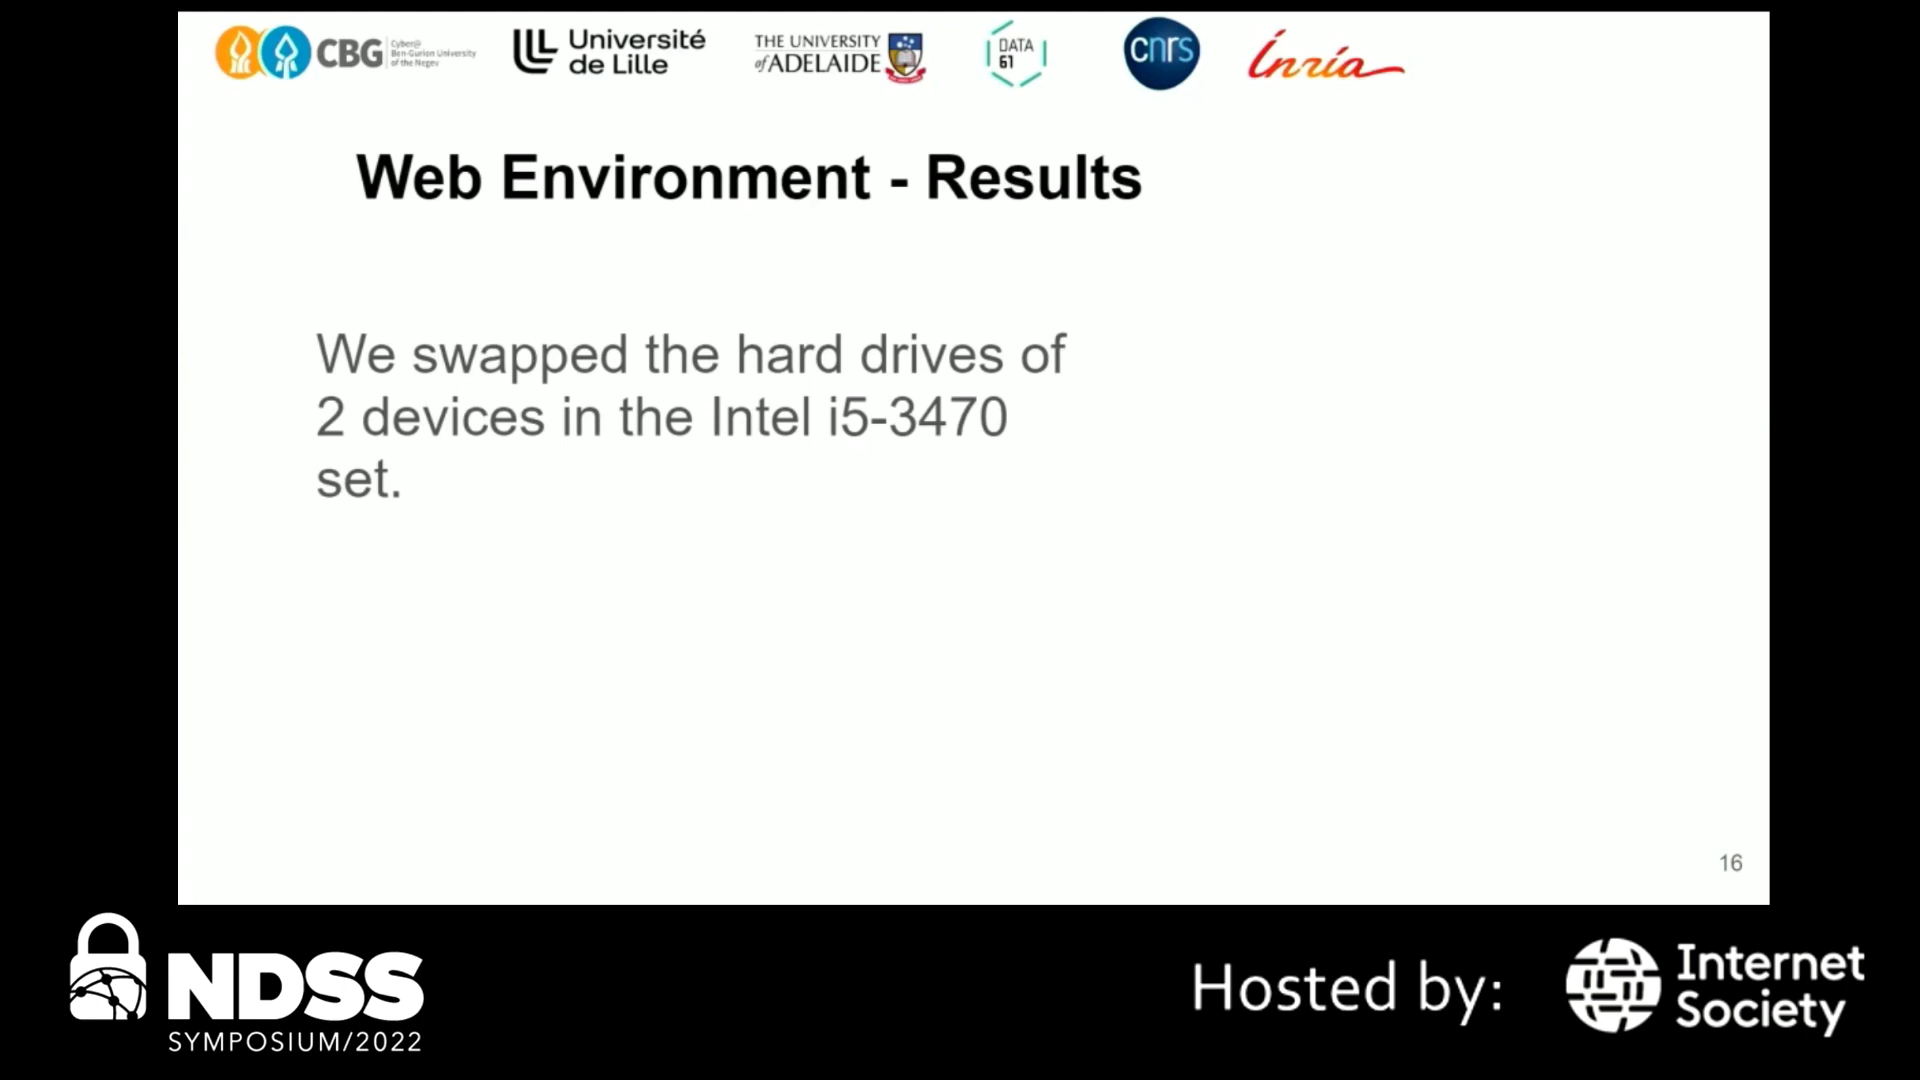 CBG
Cyber@
Ben-Gurion University
of the Negev
Université
de Lille
THE UNIVERSITY
of ADELAIDE
DATA
61
cnrs
Inria
Web Environment - Results
We swapped the hard drives of
2 devices in the Intel i5-3470
set.
16
NDSS
SYMPOSIUM/2022
Hosted by:
Internet
Society